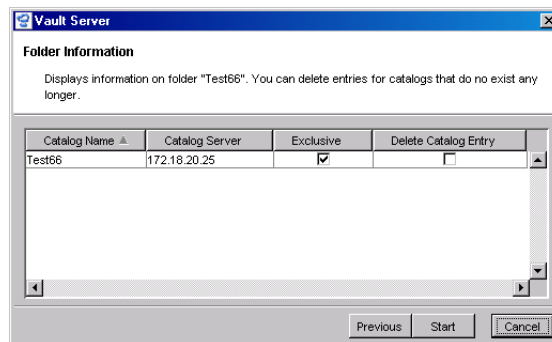 Vault Server
Folder Information
Displays information on folder "Test66". You can delete entries for catalogs that do no exist any
longer.
Catalog Name Catalog Server Exclusive Delete Catalog Entry
Test66 172.18.20.25
Previous Start Cancel